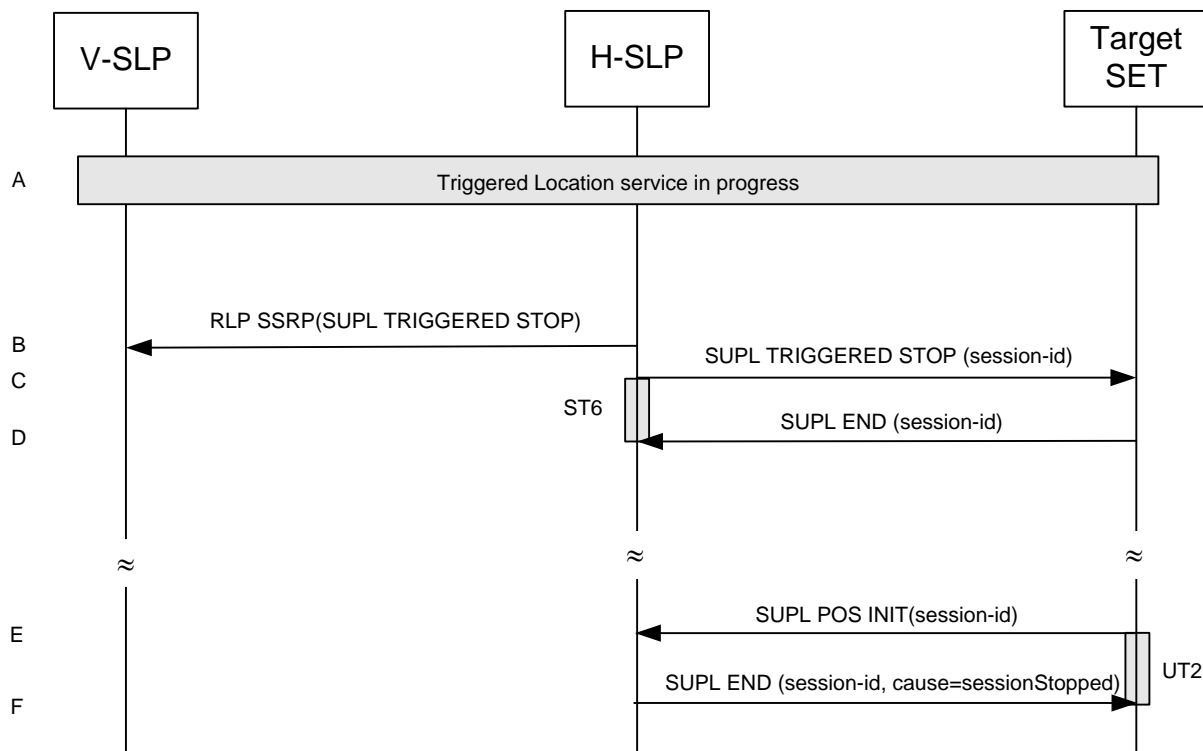 V-SLP
H-SLP
Target
SET
A
Triggered Location service in progress
RLP SSRP(SUPL TRIGGERED STOP)
B
SUPL TRIGGERED STOP (session-id)
C
ST6
SUPL END (session-id)
D
≈ ≈ ≈
SUPL POS INIT(session-id)
E
UT2
SUPL END (session-id, cause=sessionStopped)
F